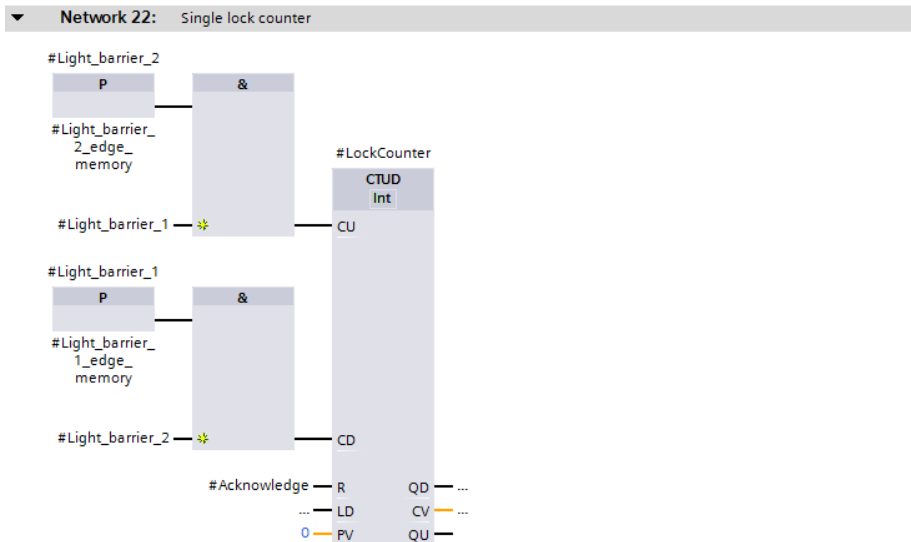 Network 22: Single lock counter
#Light_barrier_2
P
&
#Light_barrier_
2_edge_
memory
#LockCounter
CTUD
Int
#Light_barrier_1
CU
#Light_barrier_1
P
&
#Light_barrier_
1_edge_
memory
#Light_barrier_2
CD
#Acknowledge R QD ...
... LD CV ...
0 PV QU